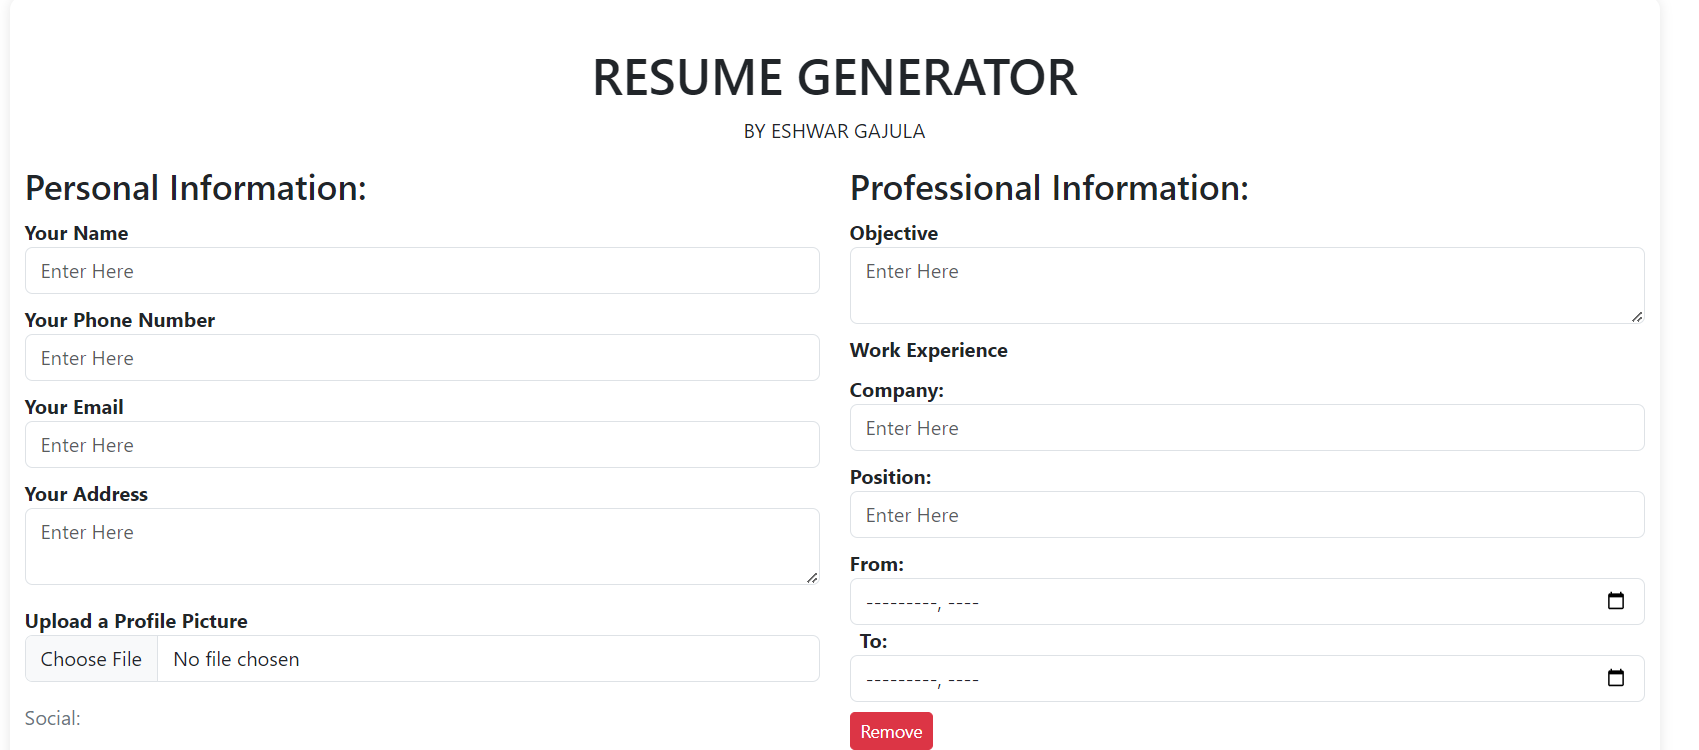 RESUME GENERATOR
BY ESHWAR GAJULA
Personal Information:
Your Name
Enter Here
Your Phone Number
Enter Here
Your Email
Enter Here
Your Address
Enter Here
Upload a Profile Picture
Choose File No file chosen
Social:
Professional Information:
Objective
Enter Here
Work Experience
Company:
Enter Here
Position:
Enter Here
From:
---------, ----
To:
---------, ----
Remove